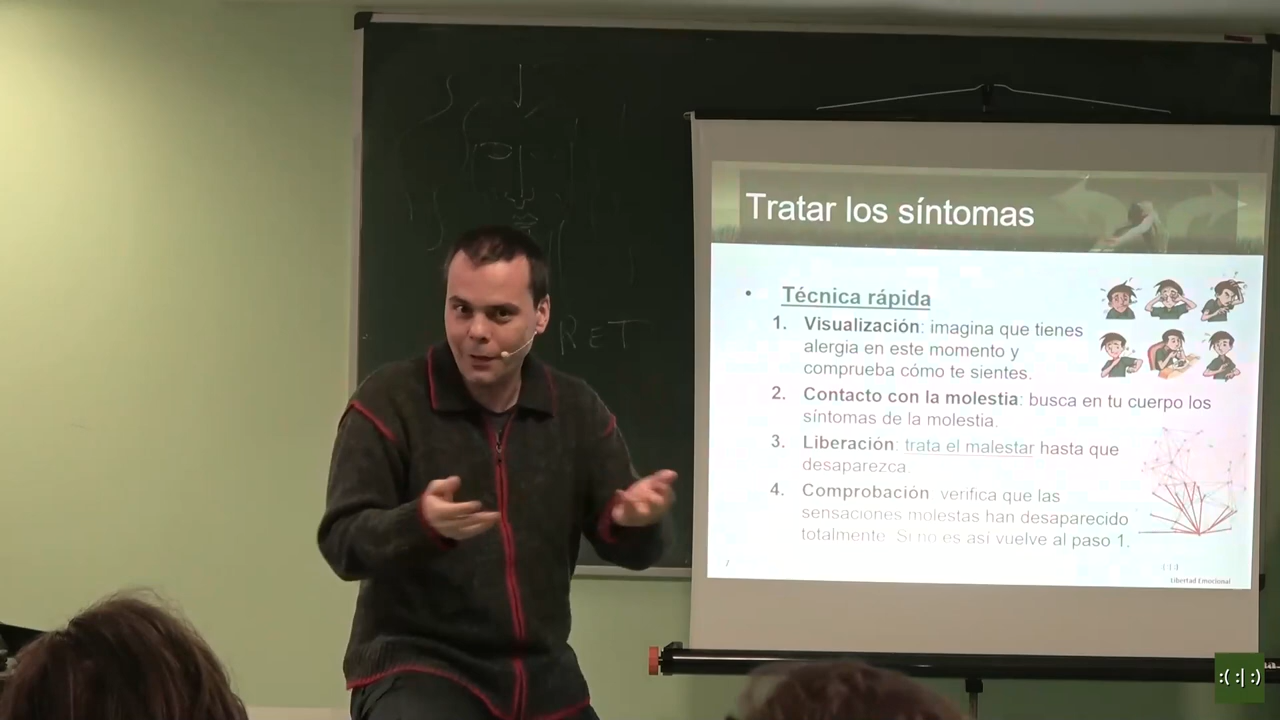 RET
Tratar los síntomas
• Técnica rápida
1. Visualización: imagina que tienes
alergia en este momento y
comprueba cómo te sientes.
2. Contacto con la molestia: busca en tu cuerpo los
síntomas de la molestia.
3. Liberación: trata el malestar hasta que
desaparezca.
4. Comprobación verifica que las
sensaciones molestas han desaparecido
totalmente. Si no es así vuelve al paso 1.
7
Libertad Emocional
:( :| :)